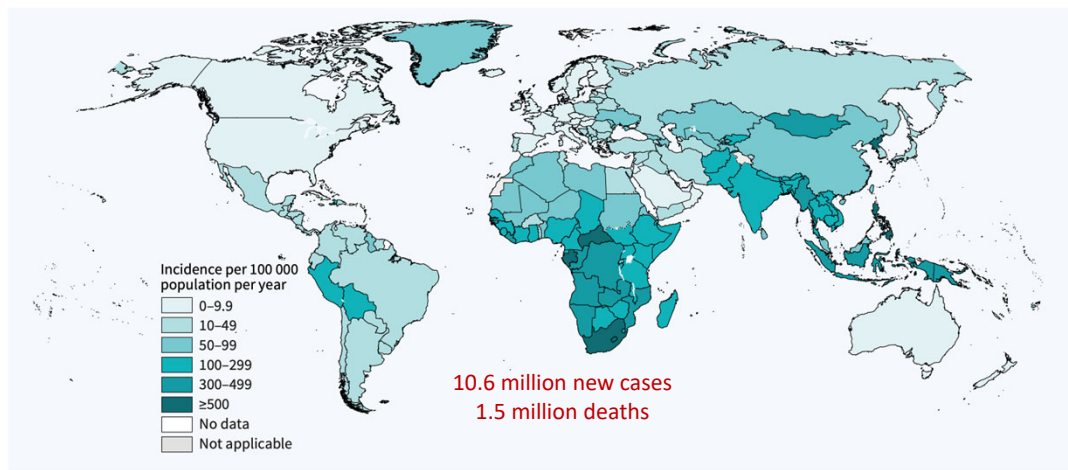 Incidence per 100 000
population per year
0–9.9
10–49
50–99
100–299
300–499
≥500
No data
Not applicable
10.6 million new cases
1.5 million deaths